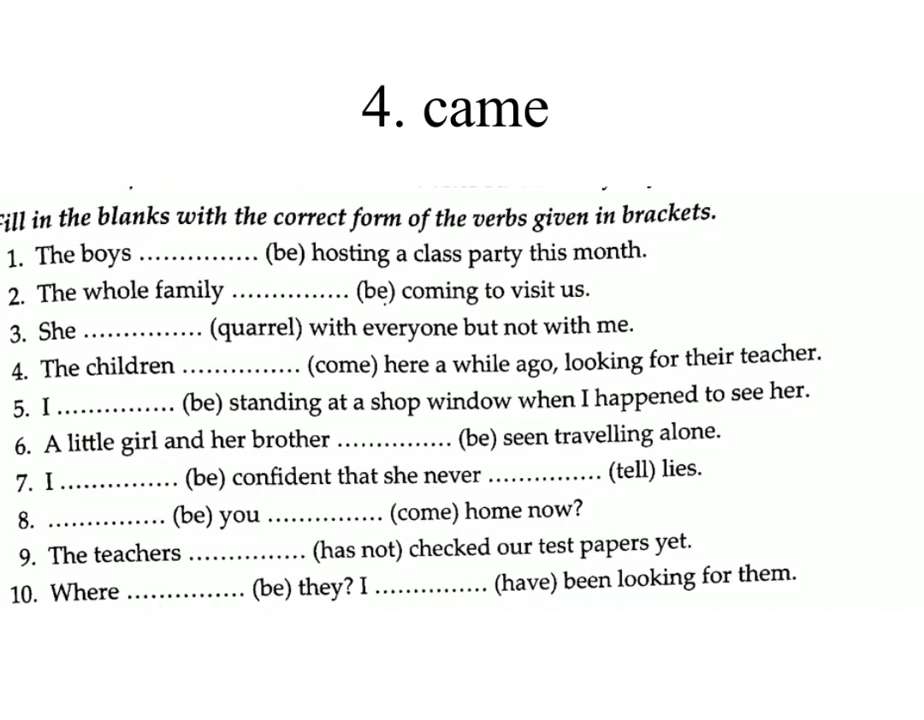 4. came
Fill in the blanks with the correct form of the verbs given in brackets.
1. The boys ............... (be) hosting a class party this month.
2. The whole family ............... (be) coming to visit us.
3. She ............... (quarrel) with everyone but not with me.
4. The children ............... (come) here a while ago, looking for their teacher.
5. I ............... (be) standing at a shop window when I happened to see her.
6. A little girl and her brother ............... (be) seen travelling alone.
7. I ............... (be) confident that she never ............... (tell) lies.
8. ............... (be) you ............... (come) home now?
9. The teachers ............... (has not) checked our test papers yet.
10. Where ............... (be) they? I ............... (have) been looking for them.